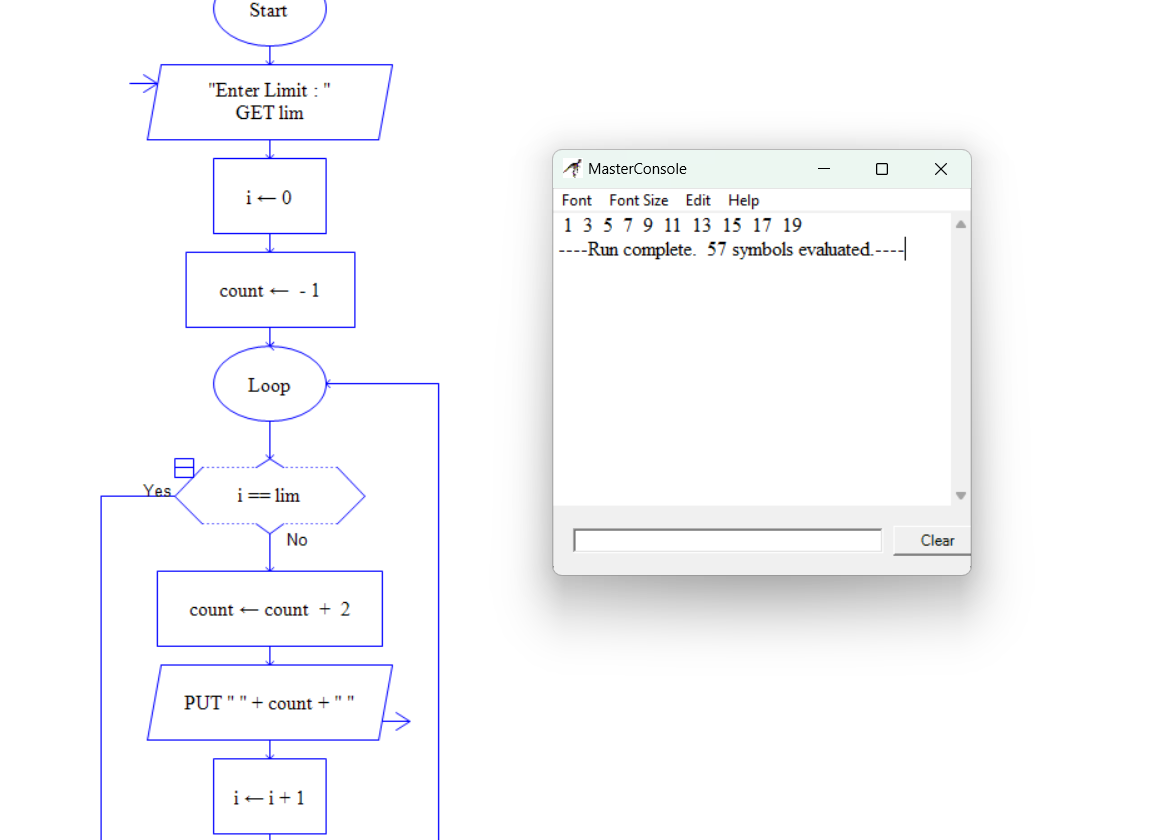 Start
"Enter Limit : "
GET lim
i ← 0
count ← - 1
Loop
i == lim
Yes
No
count ← count + 2
PUT " " + count + " "
i ← i + 1
MasterConsole
Font Font Size Edit Help
1 3 5 7 9 11 13 15 17 19
----Run complete. 57 symbols evaluated.----
Clear